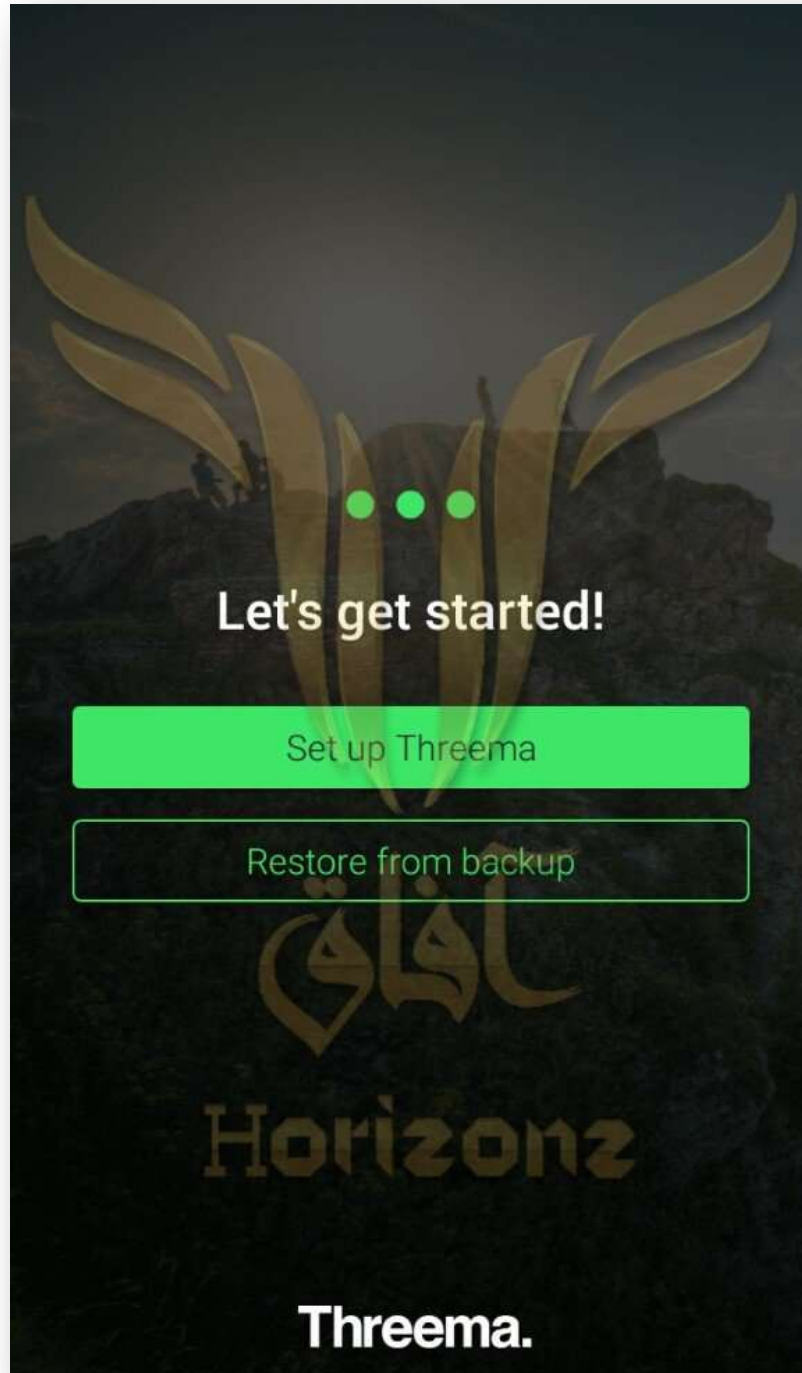 Let's get started!
Set up Threema
Restore from backup
آفاق
Horizons
Threema.